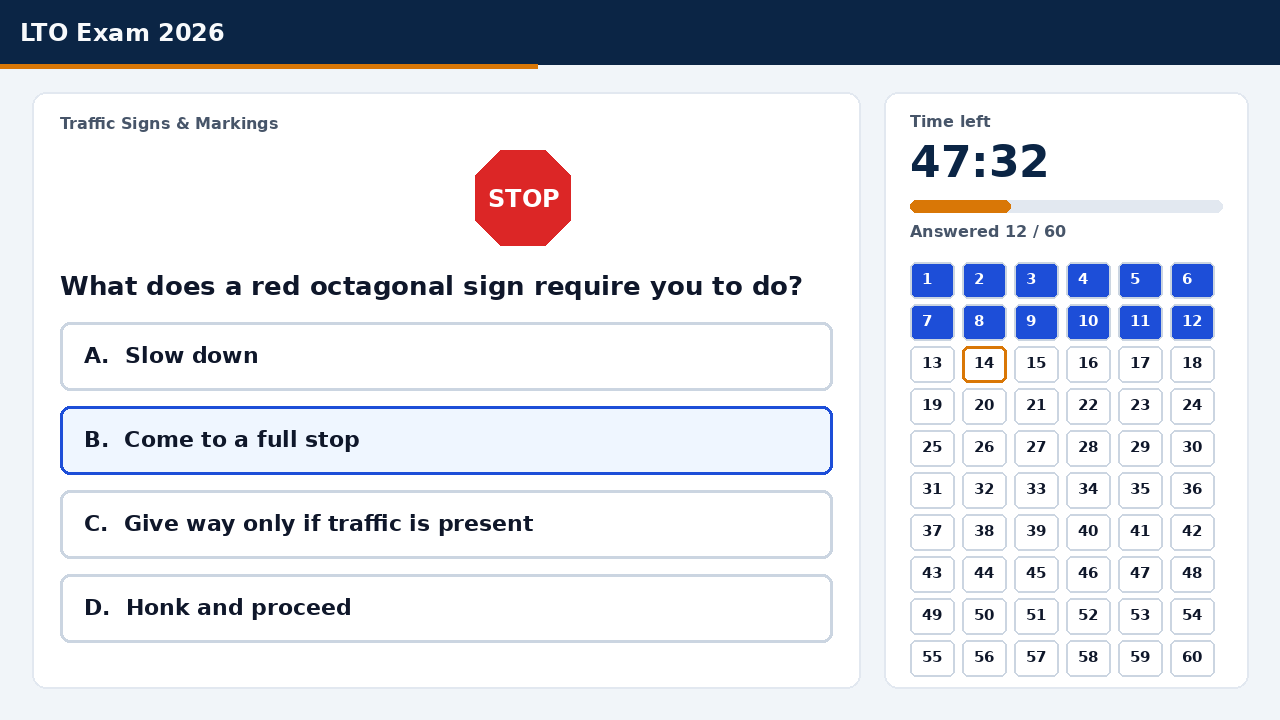 LTO Exam 2026
Traffic Signs & Markings
STOP
What does a red octagonal sign require you to do?
A. Slow down
B. Come to a full stop
C. Give way only if traffic is present
D. Honk and proceed
Time left
47:32
Answered 12 / 60
1 2 3 4 5 6
7 8 9 10 11 12
13 14 15 16 17 18
19 20 21 22 23 24
25 26 27 28 29 30
31 32 33 34 35 36
37 38 39 40 41 42
43 44 45 46 47 48
49 50 51 52 53 54
55 56 57 58 59 60